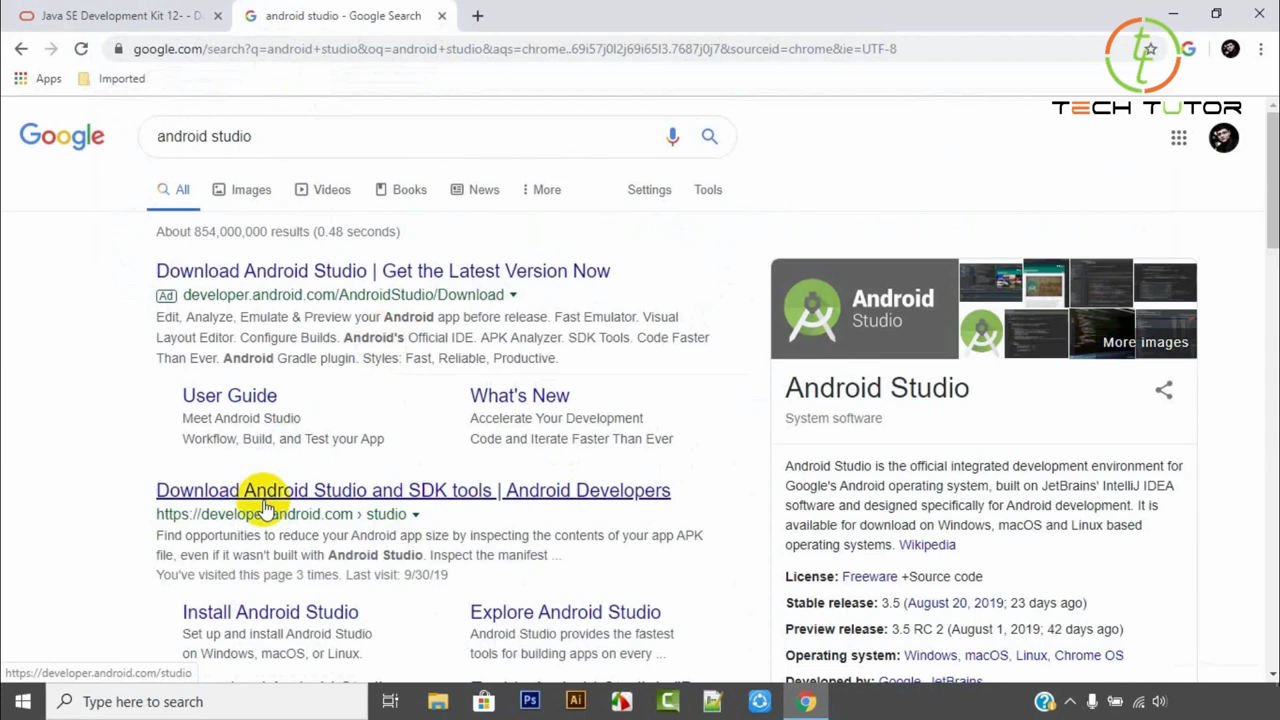 Java SE Development Kit 12- - D
android studio - Google Search
google.com/search?q=android+studio&oq=android+studio&aqs=chrome..69i57j0l2j69i65l3.7687j0j7&sourceid=chrome&ie=UTF-8
Apps
Imported
TECH TUTOR
Google
android studio
All
Images
Videos
Books
News
More
Settings
Tools
About 854,000,000 results (0.48 seconds)
Download Android Studio | Get the Latest Version Now
Ad developer.android.com/AndroidStudio/Download
Edit, Analyze, Emulate & Preview your Android app before release. Fast Emulator. Visual
Layout Editor. Configure Builds. Android's Official IDE. APK Analyzer. SDK Tools. Code Faster
Than Ever. Android Gradle plugin. Styles: Fast, Reliable, Productive.
User Guide
Meet Android Studio
Workflow, Build, and Test your App
What's New
Accelerate Your Development
Code and Iterate Faster Than Ever
Download Android Studio and SDK tools | Android Developers
https://developer.android.com › studio
Find opportunities to reduce your Android app size by inspecting the contents of your app APK
file, even if it wasn't built with Android Studio. Inspect the manifest ...
You've visited this page 3 times. Last visit: 9/30/19
Install Android Studio
Set up and install Android Studio
on Windows, macOS, or Linux.
Explore Android Studio
Android Studio provides the fastest
tools for building apps on every ...
Android
Studio
More images
Android Studio
System software
Android Studio is the official integrated development environment for
Google's Android operating system, built on JetBrains' IntelliJ IDEA
software and designed specifically for Android development. It is
available for download on Windows, macOS and Linux based
operating systems. Wikipedia
License: Freeware +Source code
Stable release: 3.5 (August 20, 2019; 23 days ago)
Preview release: 3.5 RC 2 (August 1, 2019; 42 days ago)
Operating system: Windows, macOS, Linux, Chrome OS
Developed by: Google, JetBrains
https://developer.android.com/studio
Type here to search
Ps
Ai